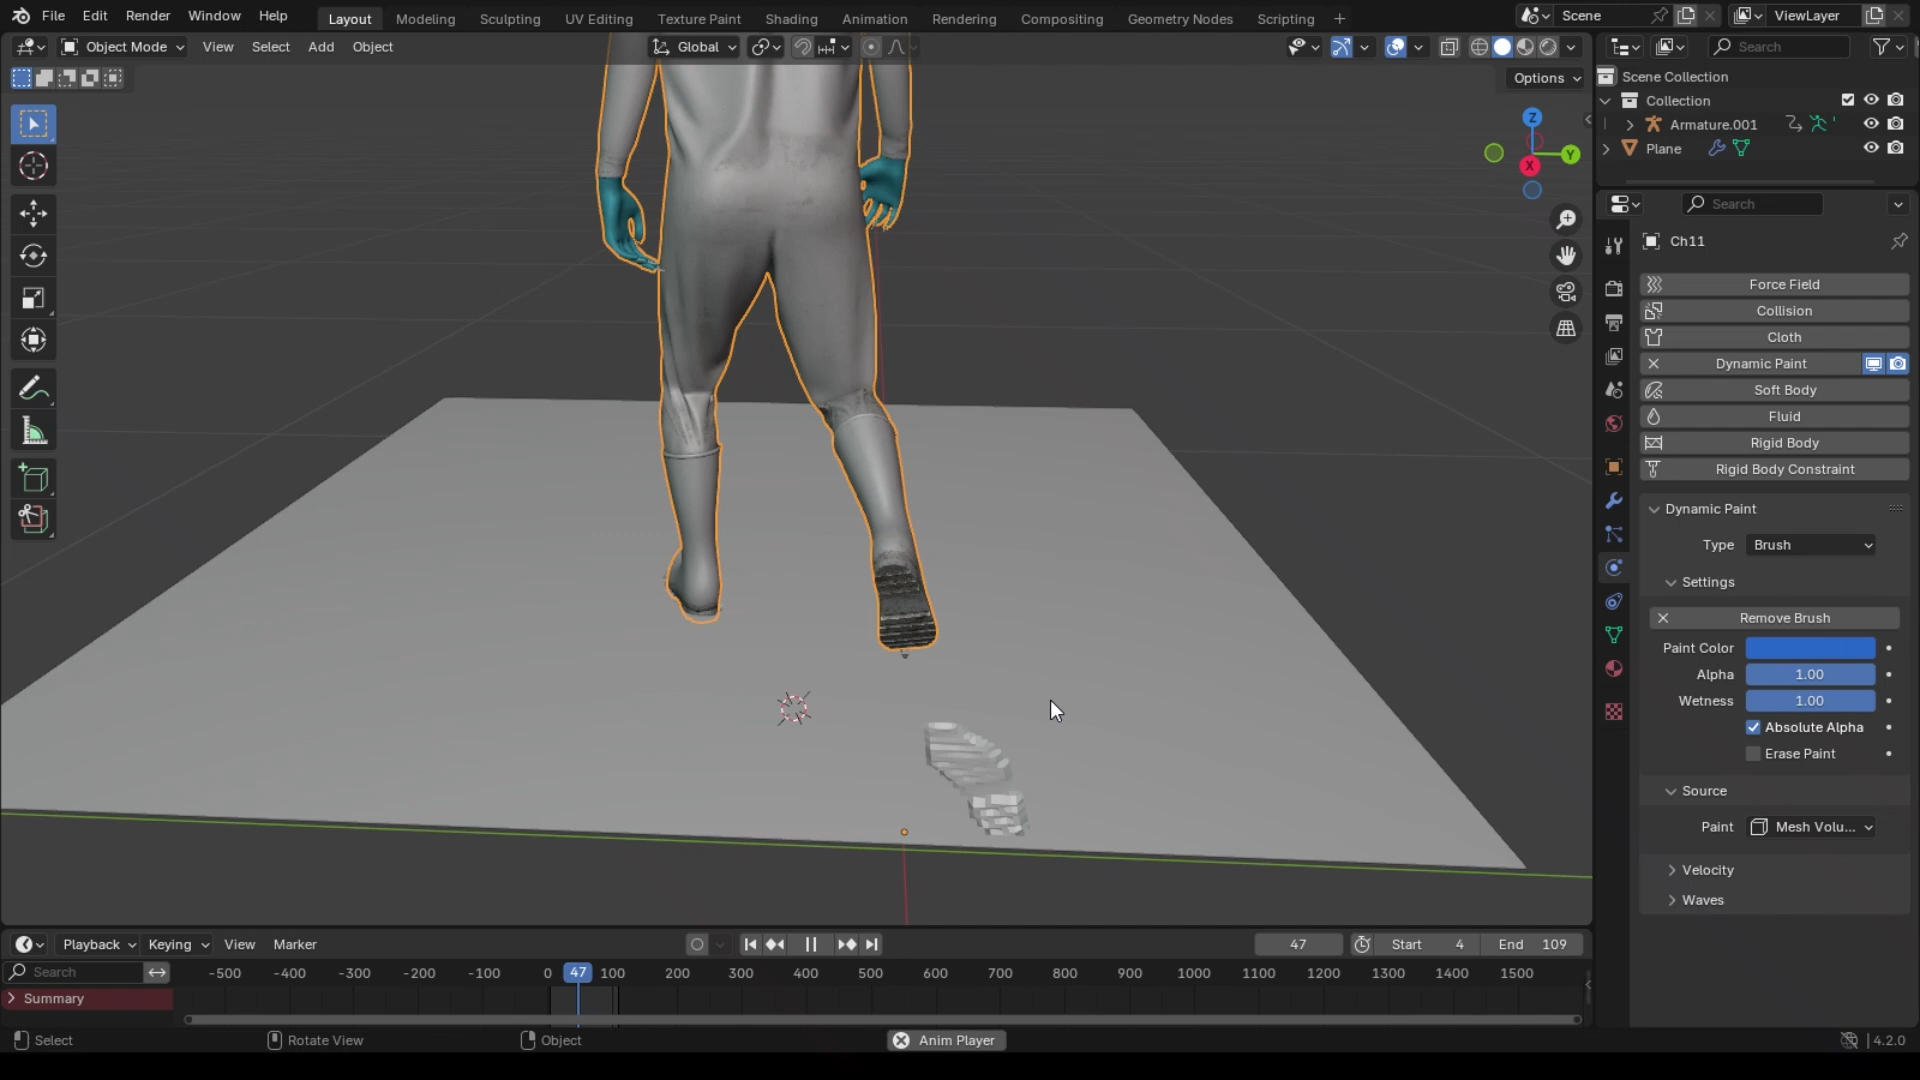 File Edit Render Window Help Layout Modeling Sculpting UV Editing Texture Paint Shading Animation Rendering Compositing Geometry Nodes Scripting + Scene ViewLayer
Object Mode View Select Add Object Global Search
Options
Scene Collection
Collection
Armature.001
Plane
Z
Y
X
Search
Ch11
Force Field
Collision
Cloth
Dynamic Paint
Soft Body
Fluid
Rigid Body
Rigid Body Constraint
Dynamic Paint
Type Brush
Settings
Remove Brush
Paint Color
Alpha 1.00
Wetness 1.00
Absolute Alpha
Erase Paint
Source
Paint Mesh Volu...
Velocity
Waves
Playback Keying View Marker 47 Start 4 End 109
Search -500 -400 -300 -200 -100 0 47 100 200 300 400 500 600 700 800 900 1000 1100 1200 1300 1400 1500
Summary
Select Rotate View Object Anim Player 4.2.0